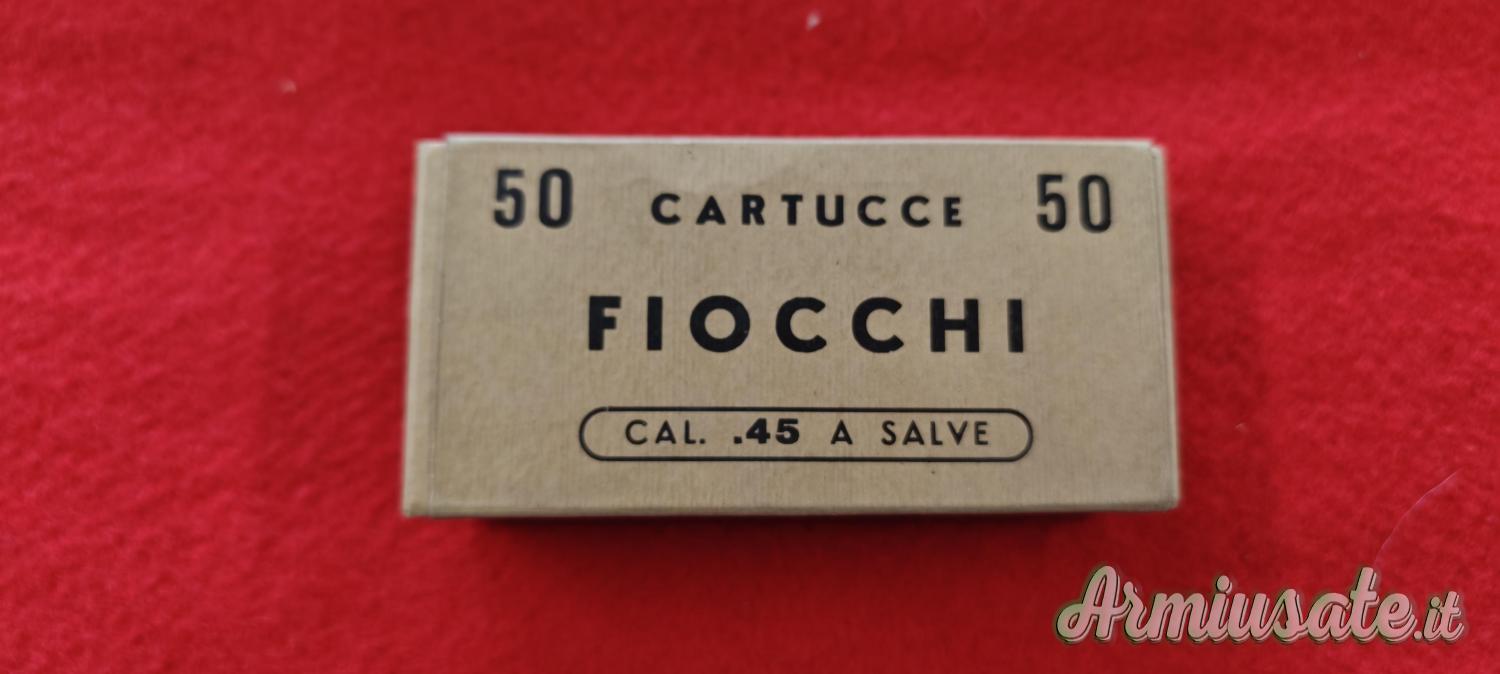 50 CARTUCCE 50
FIOCCHI
CAL. .45 A SALVE
Armiusate.it